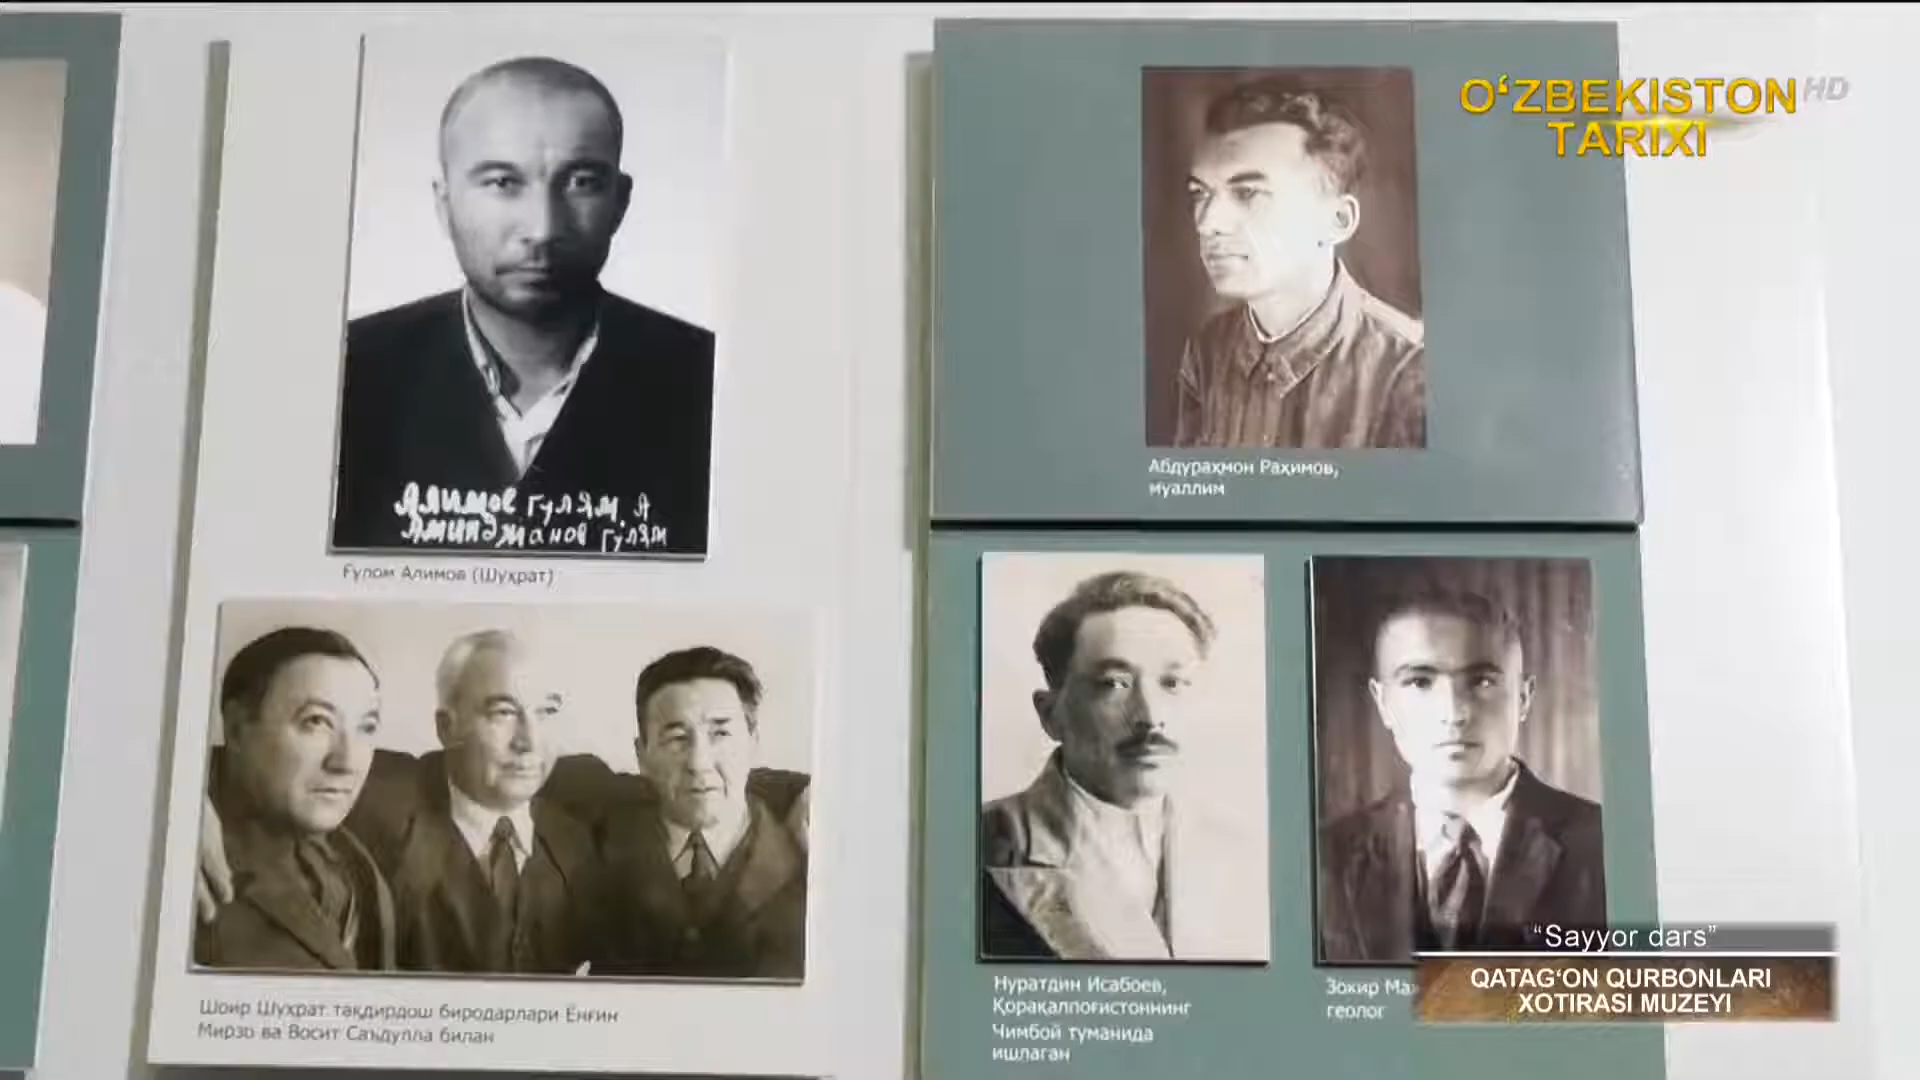 O‘ZBEKISTON HD
TARIXI
Алимов Гулям. А
Аминджанов Гулям
Ғулом Алимов (Шуҳрат)
Шоир Шуҳрат тақдирдош биродарлари Ёнғин
Мирзо ва Восит Саъдулла билан
Абдураҳмон Раҳимов,
муаллим
Нуратдин Исабоев,
Қорақалпоғистоннинг
Чимбой туманида
ишлаган
Зокир
геолог
“Sayyor dars”
QATAG‘ON QURBONLARI
XOTIRASI MUZEYI